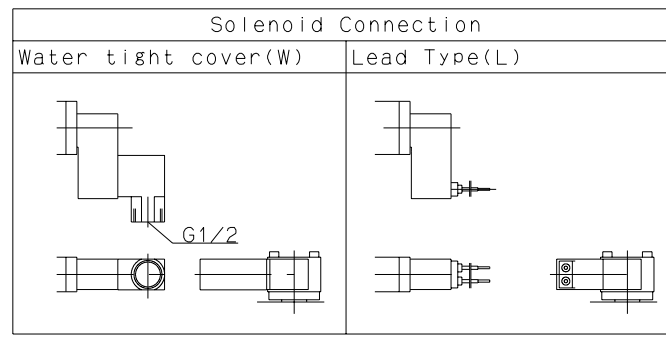 Solenoid Connection
Water tight cover(W)
Lead Type(L)
G1/2